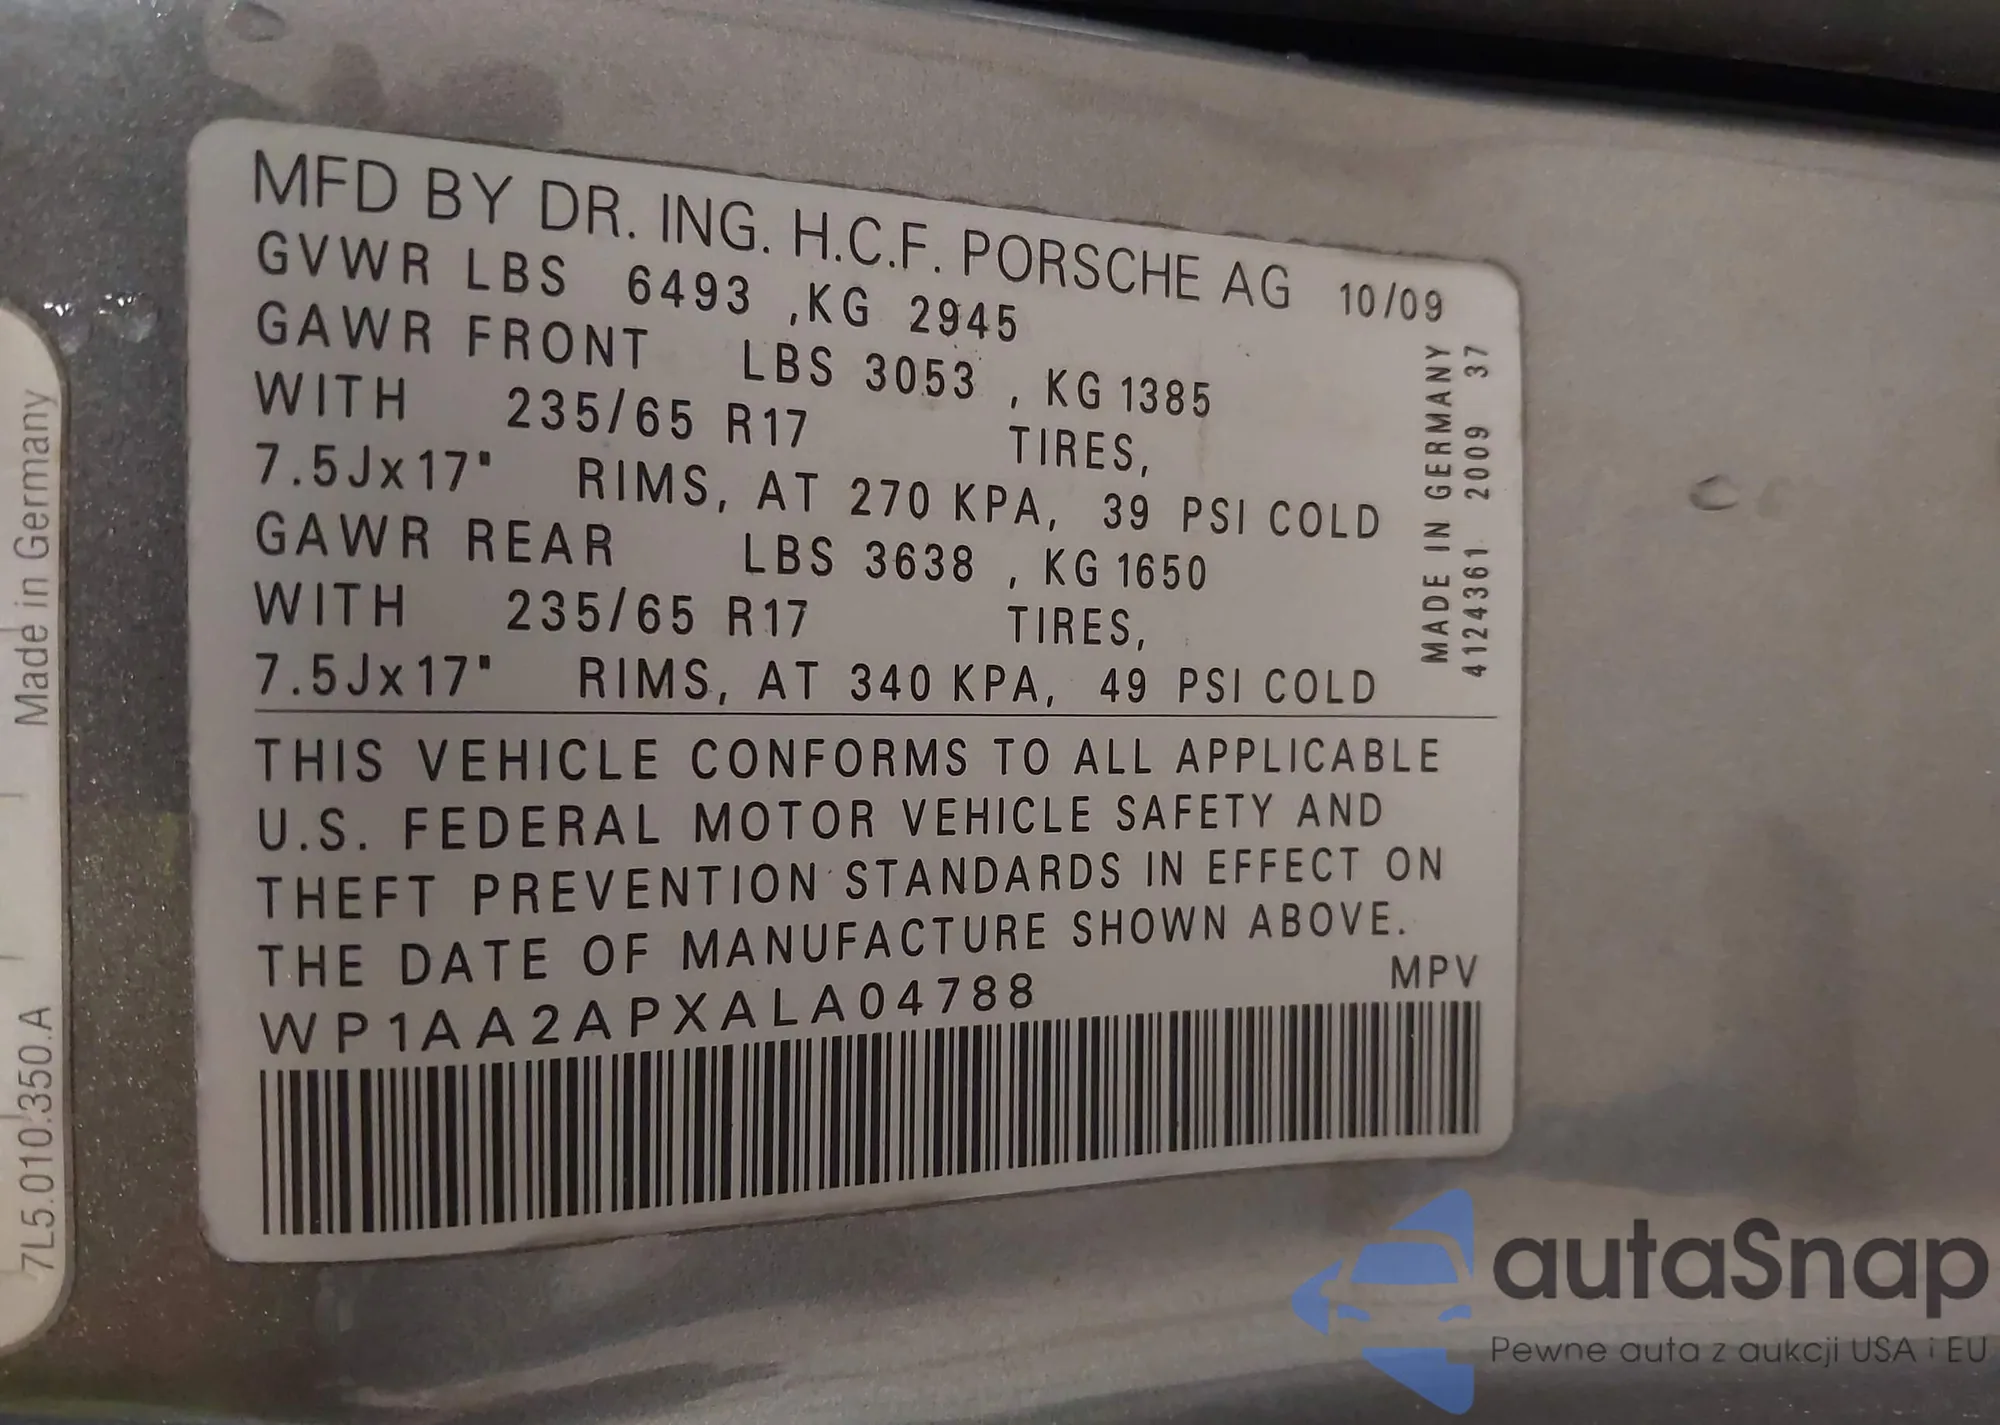 MFD BY DR. ING. H.C.F. PORSCHE AG 10/09
GVWR LBS 6493 ,KG 2945
GAWR FRONT LBS 3053 , KG 1385
WITH 235/65 R17 TIRES,
7.5Jx17" RIMS, AT 270 KPA, 39 PSI COLD
GAWR REAR LBS 3638 , KG 1650
WITH 235/65 R17 TIRES,
7.5Jx17" RIMS, AT 340 KPA, 49 PSI COLD
MADE IN GERMANY
4124361 2009 37
THIS VEHICLE CONFORMS TO ALL APPLICABLE
U.S. FEDERAL MOTOR VEHICLE SAFETY AND
THEFT PREVENTION STANDARDS IN EFFECT ON
THE DATE OF MANUFACTURE SHOWN ABOVE.
WP1AA2APXALA04788 MPV
Made in Germany
7L5.010.350.A
autaSnap
Pewne auta z aukcji USA i EU